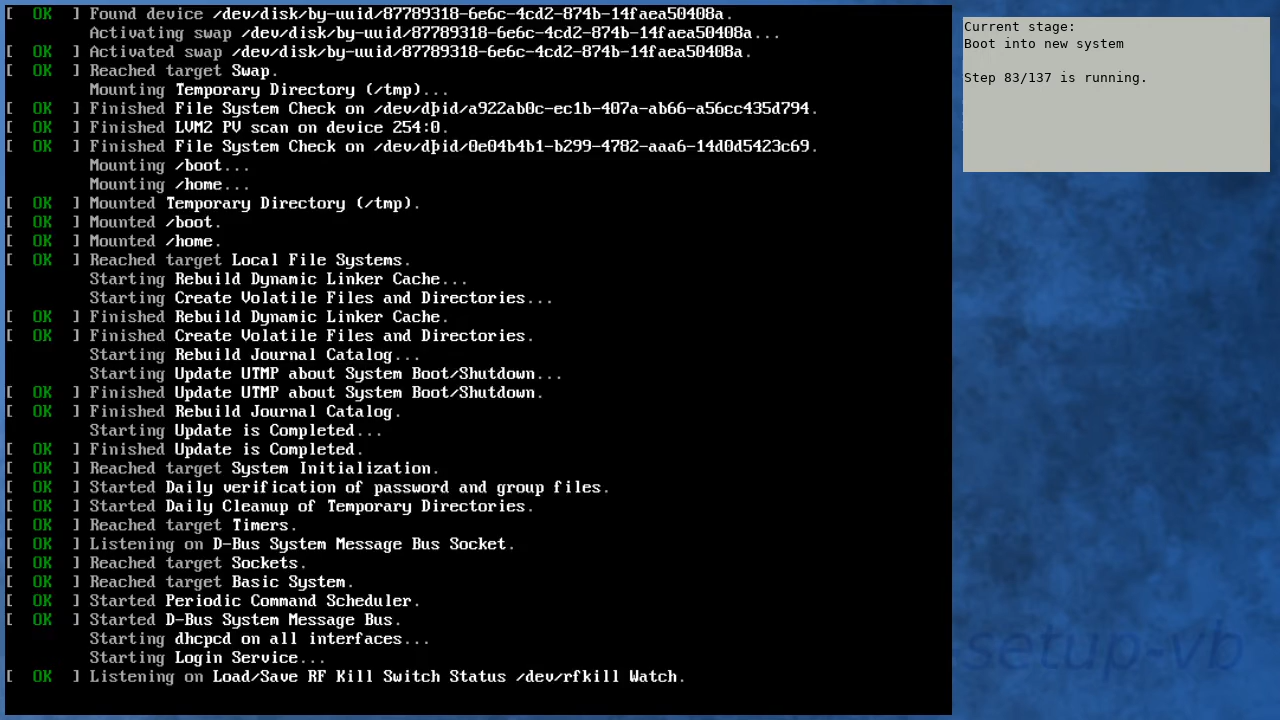 [  OK  ] Found device /dev/disk/by-uuid/87789318-6e6c-4cd2-874b-14faea50408a.
Activating swap /dev/disk/by-uuid/87789318-6e6c-4cd2-874b-14faea50408a...
[  OK  ] Activated swap /dev/disk/by-uuid/87789318-6e6c-4cd2-874b-14faea50408a.
[  OK  ] Reached target Swap.
Mounting Temporary Directory (/tmp)...
[  OK  ] Finished File System Check on /dev/dþid/a922ab0c-ec1b-407a-ab66-a56cc435d794.
[  OK  ] Finished LVM2 PV scan on device 254:0.
[  OK  ] Finished File System Check on /dev/dþid/0e04b4b1-b299-4782-aaa6-14d0d5423c69.
Mounting /boot...
Mounting /home...
[  OK  ] Mounted Temporary Directory (/tmp).
[  OK  ] Mounted /boot.
[  OK  ] Mounted /home.
[  OK  ] Reached target Local File Systems.
Starting Rebuild Dynamic Linker Cache...
Starting Create Volatile Files and Directories...
[  OK  ] Finished Rebuild Dynamic Linker Cache.
[  OK  ] Finished Create Volatile Files and Directories.
Starting Rebuild Journal Catalog...
Starting Update UTMP about System Boot/Shutdown...
[  OK  ] Finished Update UTMP about System Boot/Shutdown.
[  OK  ] Finished Rebuild Journal Catalog.
Starting Update is Completed...
[  OK  ] Finished Update is Completed.
[  OK  ] Reached target System Initialization.
[  OK  ] Started Daily verification of password and group files.
[  OK  ] Started Daily Cleanup of Temporary Directories.
[  OK  ] Reached target Timers.
[  OK  ] Listening on D-Bus System Message Bus Socket.
[  OK  ] Reached target Sockets.
[  OK  ] Reached target Basic System.
[  OK  ] Started Periodic Command Scheduler.
[  OK  ] Started D-Bus System Message Bus.
Starting dhcpcd on all interfaces...
Starting Login Service...
[  OK  ] Listening on Load/Save RF Kill Switch Status /dev/rfkill Watch.
Current stage:
Boot into new system
Step 83/137 is running.
setup-vb